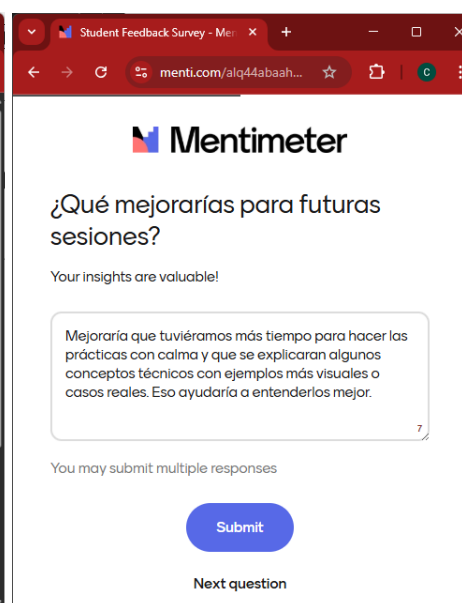 Student Feedback Survey - Mer
menti.com/alq44abaah...
C
Mentimeter
¿Qué mejorarías para futuras
sesiones?
Your insights are valuable!
Mejoraría que tuviéramos más tiempo para hacer las
prácticas con calma y que se explicaran algunos
conceptos técnicos con ejemplos más visuales o
casos reales. Eso ayudaría a entenderlos mejor.
7
You may submit multiple responses
Submit
Next question